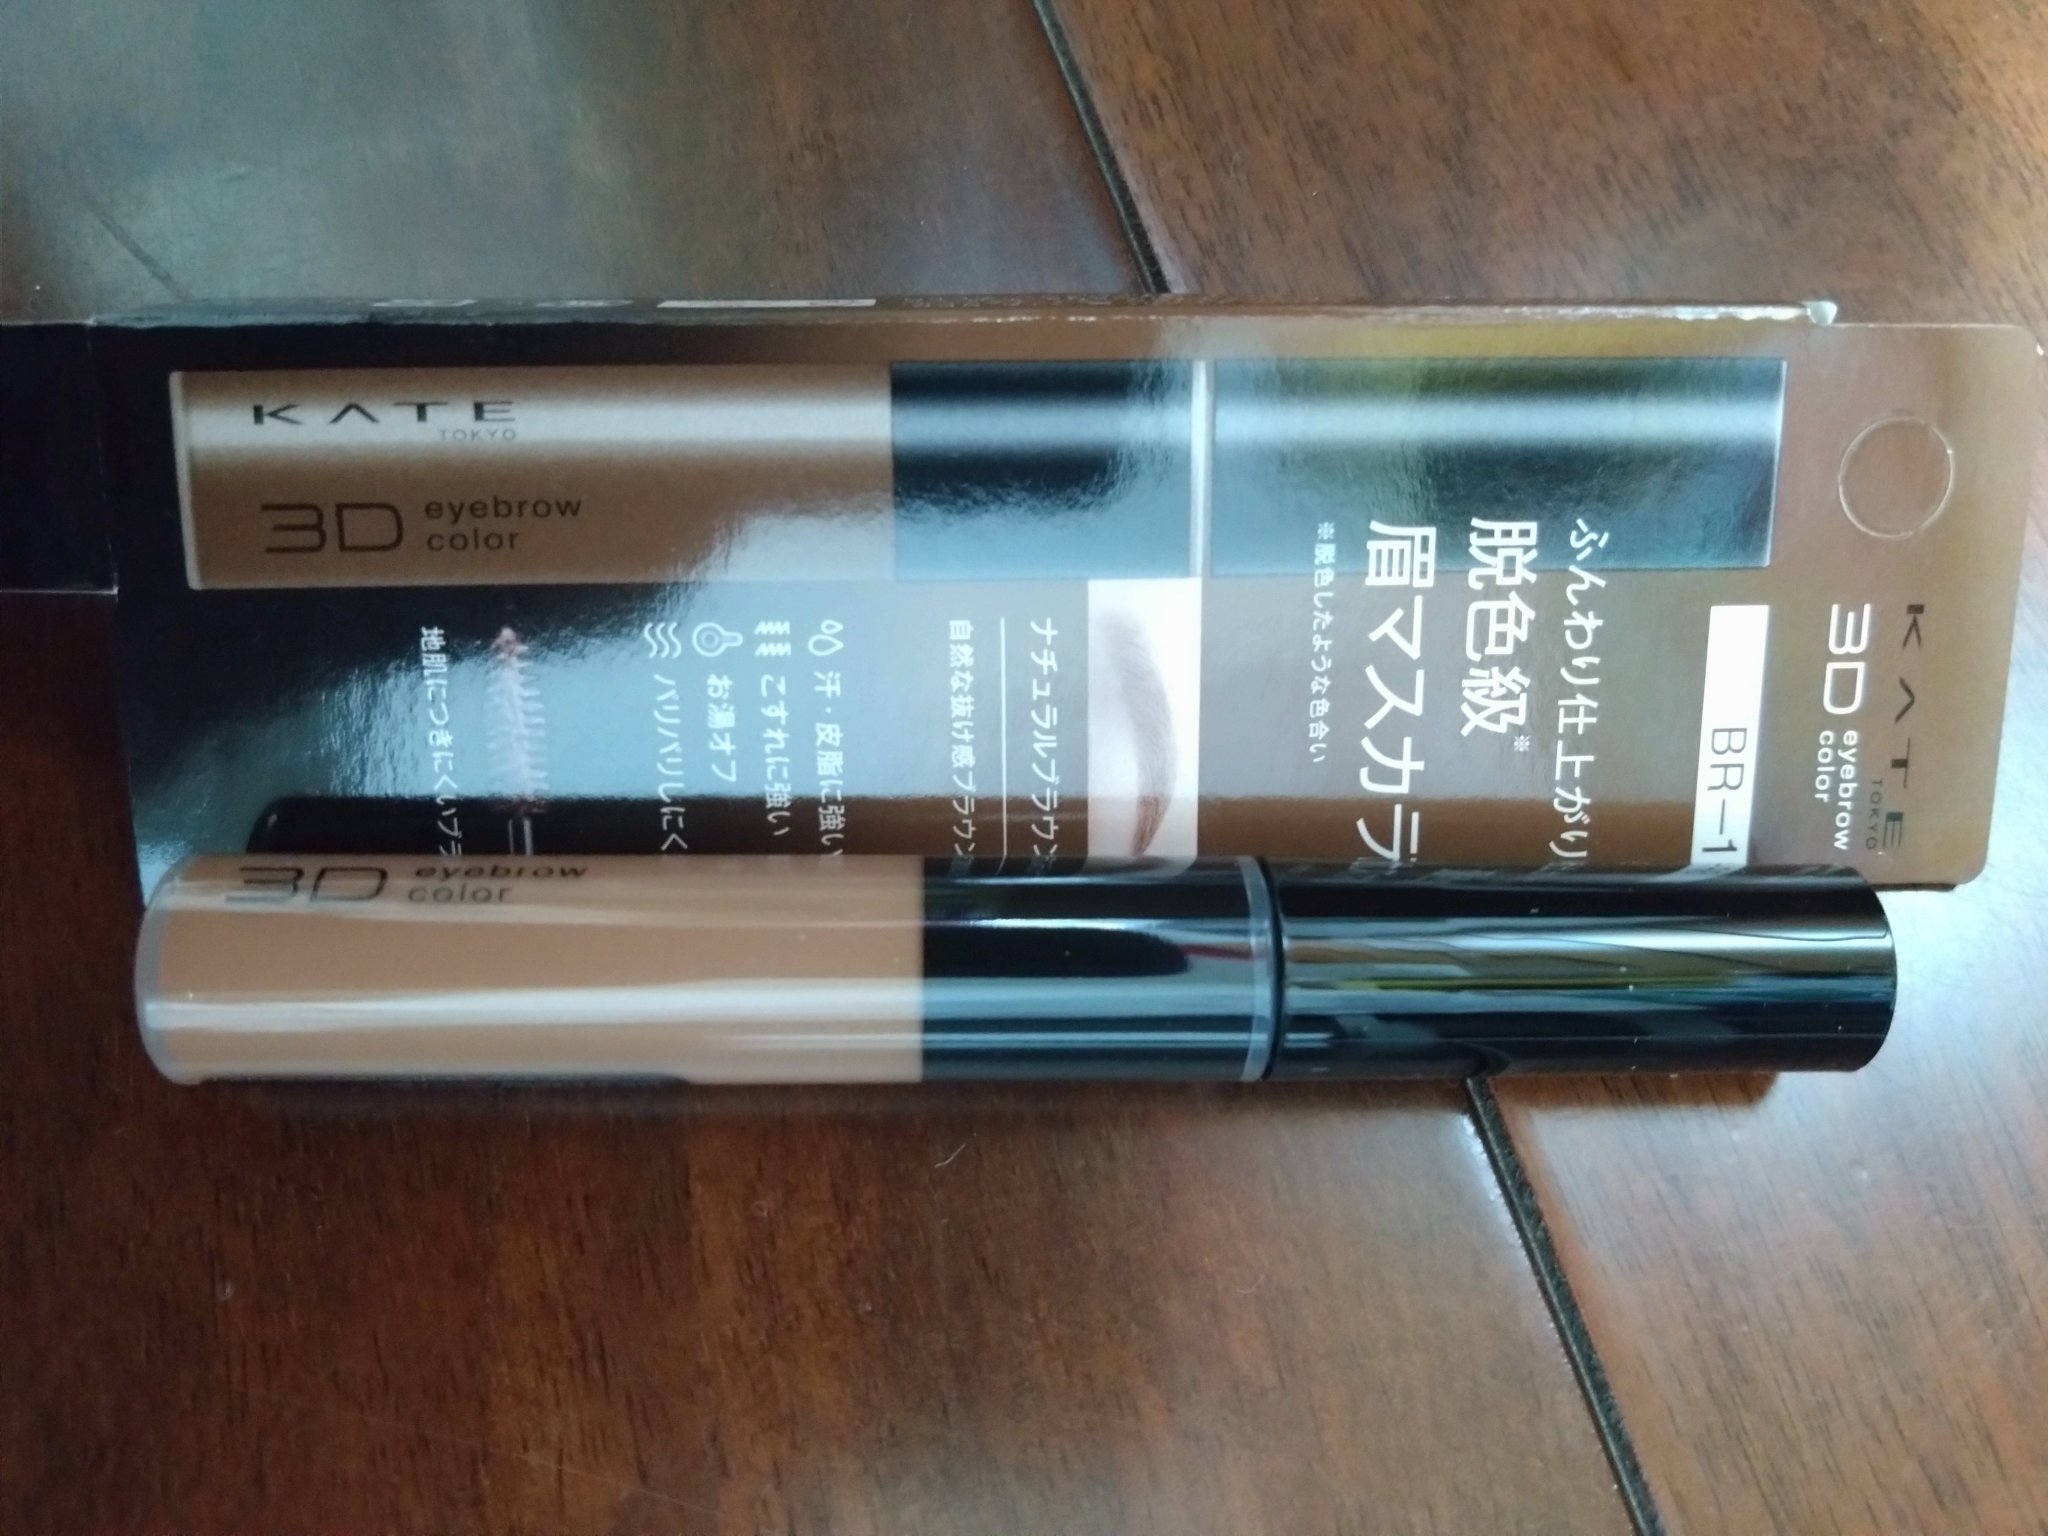 KATE
TOKYO
3D eyebrow
color
BR-1
ふんわり仕上がり
脱色級※
眉マスカラ
※脱色したような色合い
ナチュラルブラウン
自然な抜け感ブラウン
汗・皮脂に強い
こすれに強い
お湯オフ
パリパリしにく
地肌につきにくいブラ
KATE
TOKYO
3D eyebrow
color
3D eyebrow
color